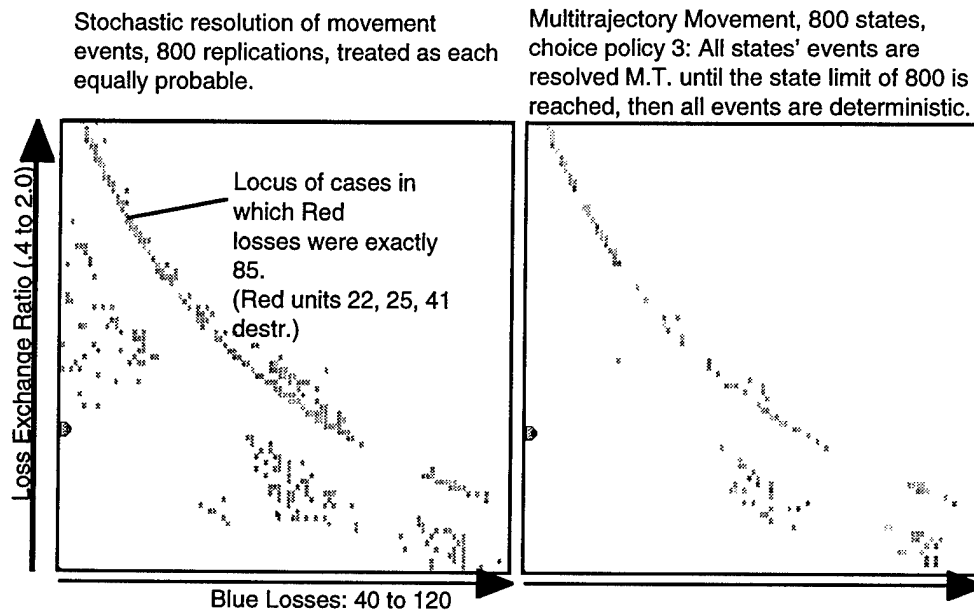 Stochastic resolution of movement
events, 800 replications, treated as each
equally probable.
Multitrajectory Movement, 800 states,
choice policy 3: All states' events are
resolved M.T. until the state limit of 800 is
reached, then all events are deterministic.
Loss Exchange Ratio (.4 to 2.0)
Locus of cases in
which Red
losses were exactly
85.
(Red units 22, 25, 41
destr.)
Blue Losses: 40 to 120